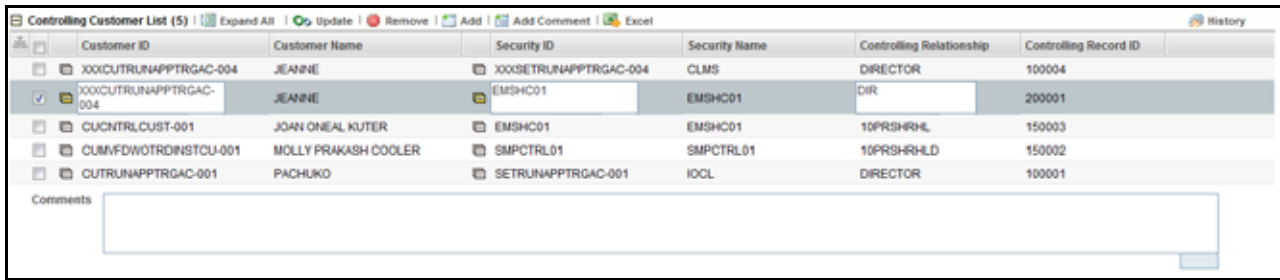 Controlling Customer List (5) | Expand All | Update | Remove | Add | Add Comment | Excel History
Customer ID Customer Name Security ID Security Name Controlling Relationship Controlling Record ID
XXXCUTRUNAPPTRGAC-004 JEANNE XXXSETRUNAPPTRGAC-004 CLMS DIRECTOR 100004
XXXCUTRUNAPPTRGAC-004 JEANNE EMSHC01 EMSHC01 DIR 200001
CUCNTRLCUST-001 JOAN ONEAL KUTER EMSHC01 EMSHC01 10PRSHRHL 150003
CUMVFDWOTRDINSTCU-001 MOLLY PRAKASH COOLER SMPCTRL01 SMPCTRL01 10PRSHRHLD 150002
CUTRUNAPPTRGAC-001 PACHUKO SETRUNAPPTRGAC-001 IOCL DIRECTOR 100001
Comments